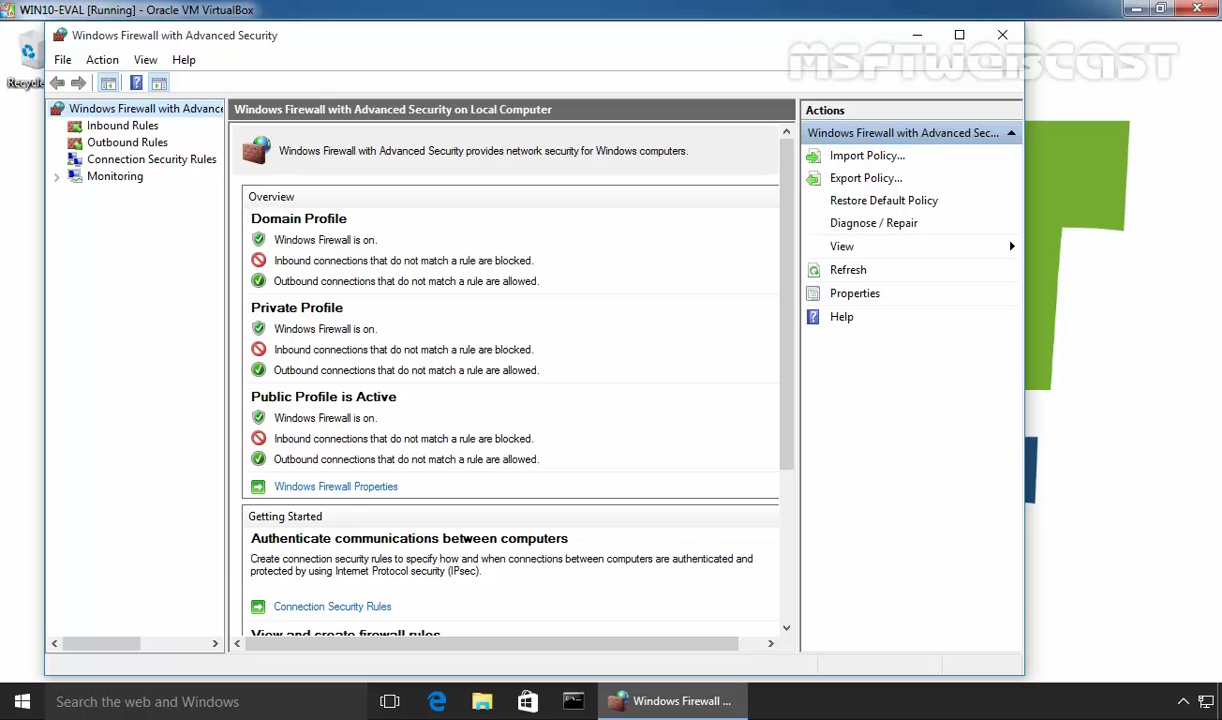 WIN10-EVAL [Running] - Oracle VM VirtualBox
Windows Firewall with Advanced Security
MSFTWEBCAST
File Action View Help
Recycle
Windows Firewall with Advance
Inbound Rules
Outbound Rules
Connection Security Rules
Monitoring
Windows Firewall with Advanced Security on Local Computer
Windows Firewall with Advanced Security provides network security for Windows computers.
Overview
Domain Profile
Windows Firewall is on.
Inbound connections that do not match a rule are blocked.
Outbound connections that do not match a rule are allowed.
Private Profile
Windows Firewall is on.
Inbound connections that do not match a rule are blocked.
Outbound connections that do not match a rule are allowed.
Public Profile is Active
Windows Firewall is on.
Inbound connections that do not match a rule are blocked.
Outbound connections that do not match a rule are allowed.
Windows Firewall Properties
Getting Started
Authenticate communications between computers
Create connection security rules to specify how and when connections between computers are authenticated and
protected by using Internet Protocol security (IPsec).
Connection Security Rules
View and create firewall rules
Actions
Windows Firewall with Advanced Sec...
Import Policy...
Export Policy...
Restore Default Policy
Diagnose / Repair
View
Refresh
Properties
Help
Search the web and Windows
Windows Firewall ...